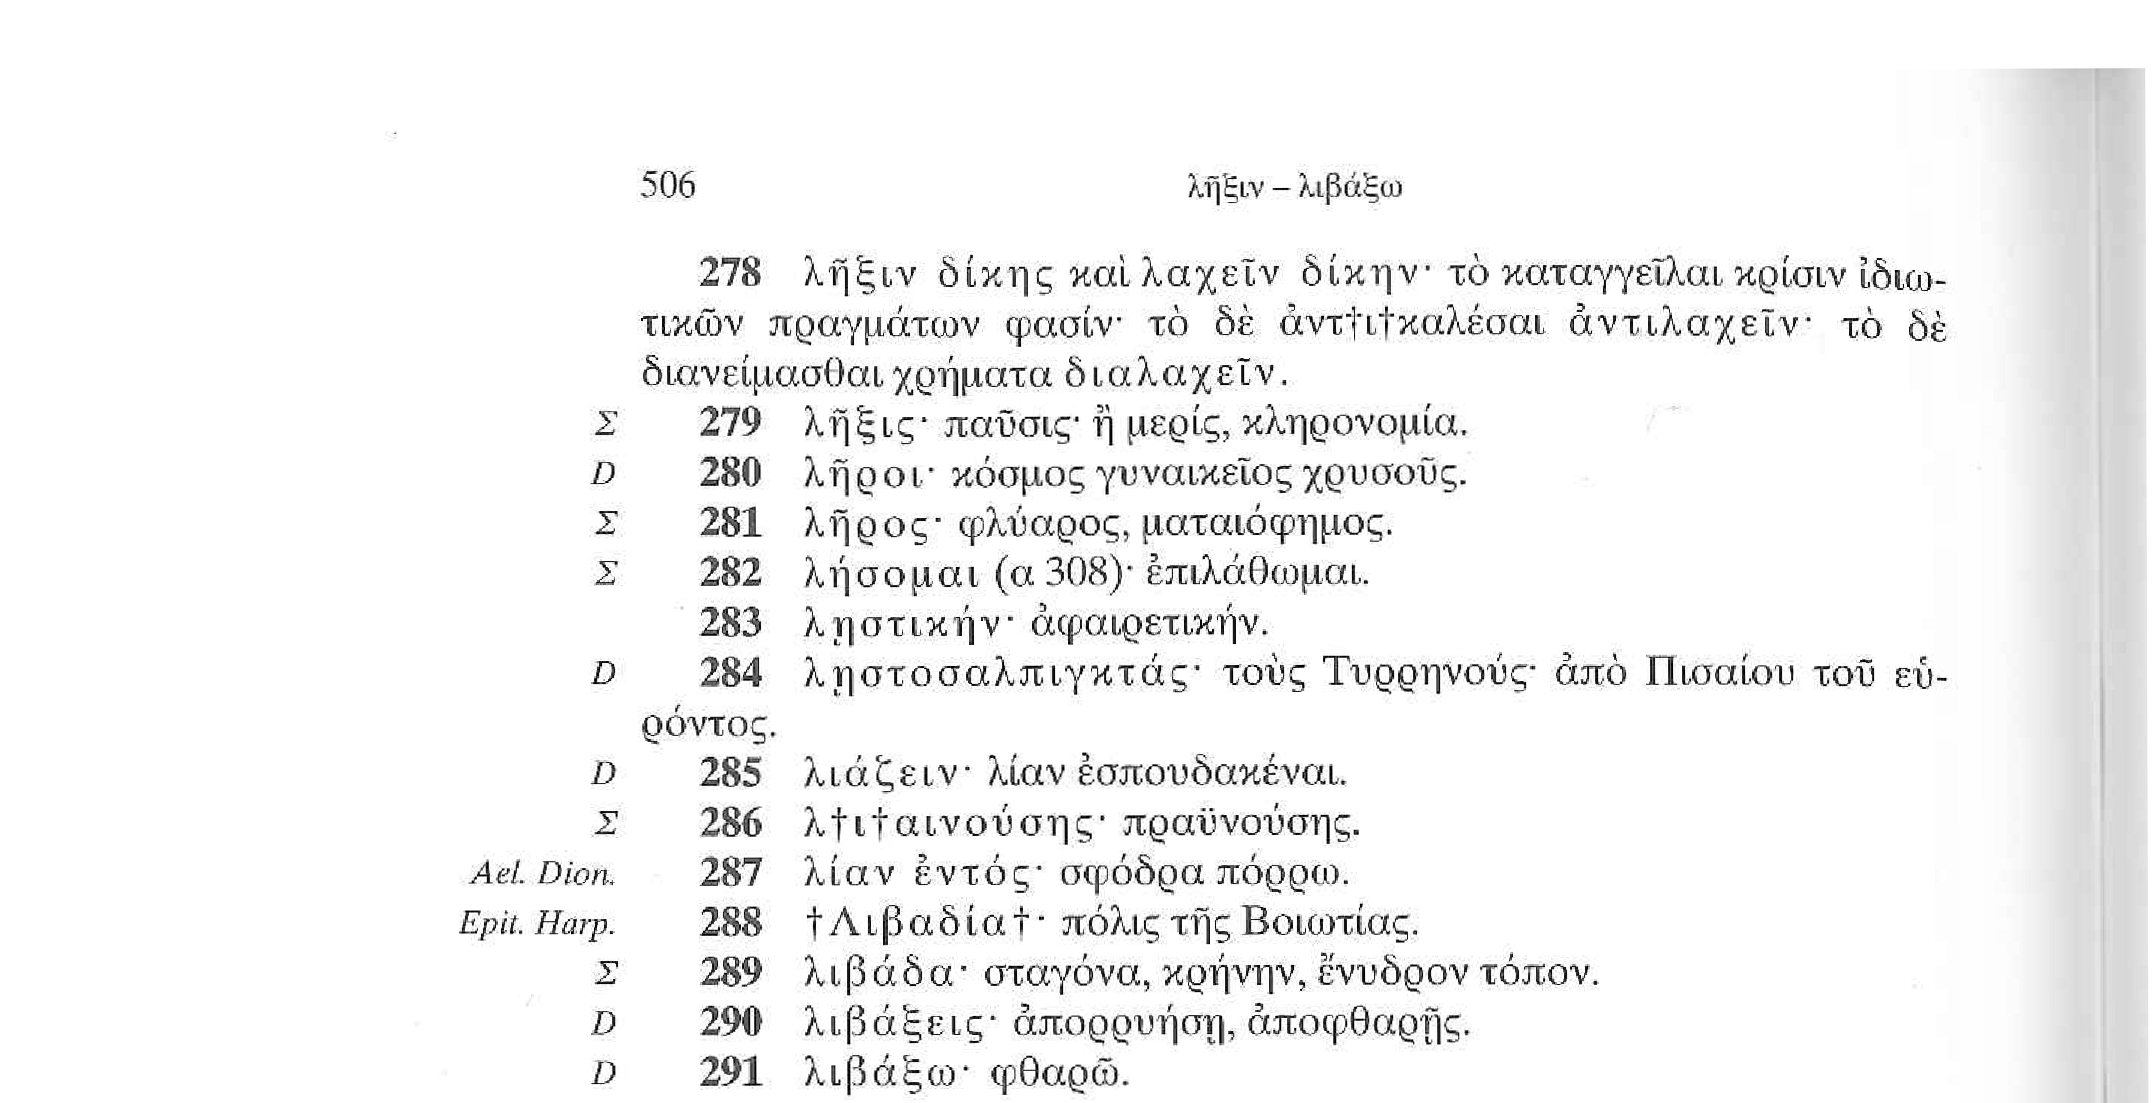 506 λῆξιν – λιβάξω
278 λῆξιν δίκης καὶ λαχεῖν δίκην· τὸ καταγγεῖλαι κρίσιν ἰδιω-
τικῶν πραγμάτων φασίν· τὸ δὲ ἀντ†ι†καλέσαι ἀντιλαχεῖν· τὸ δὲ
διανείμασθαι χρήματα διαλαχεῖν.
Σ 279 λῆξις· παῦσις· ἢ μερίς, κληρονομία.
D 280 λῆροι· κόσμος γυναικεῖος χρυσοῦς.
Σ 281 λῆρος· φλύαρος, ματαιόφημος.
Σ 282 λήσομαι (α 308)· ἐπιλάθωμαι.
283 λῃστικήν· ἀφαιρετικήν.
D 284 λῃστοσαλπιγκτάς· τοὺς Τυρρηνούς· ἀπὸ Πισαίου τοῦ εὑ-
ρόντος.
D 285 λιάζειν· λίαν ἐσπουδακέναι.
Σ 286 λ†ι†αινούσης· πραϋνούσης.
Ael. Dion. 287 λίαν ἐντός· σφόδρα πόρρω.
Epit. Harp. 288 †Λιβαδία†· πόλις τῆς Βοιωτίας.
Σ 289 λιβάδα· σταγόνα, κρήνην, ἔνυδρον τόπον.
D 290 λιβάξεις· ἀπορρυήσῃ, ἀποφθαρῇς.
D 291 λιβάξω· φθαρῶ.